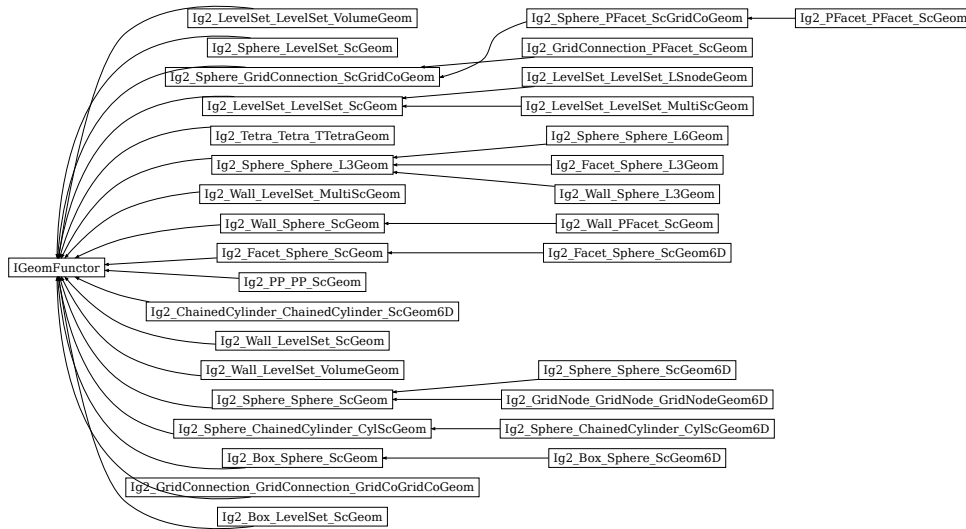 Ig2_LevelSet_LevelSet_VolumeGeom
Ig2_Sphere_PFacet_ScGridCoGeom
Ig2_PFacet_PFacet_ScGeom
Ig2_Sphere_LevelSet_ScGeom
Ig2_GridConnection_PFacet_ScGeom
Ig2_Sphere_GridConnection_ScGridCoGeom
Ig2_LevelSet_LevelSet_LSnodeGeom
Ig2_LevelSet_LevelSet_ScGeom
Ig2_LevelSet_LevelSet_MultiScGeom
Ig2_Tetra_Tetra_TTetraGeom
Ig2_Sphere_Sphere_L6Geom
Ig2_Sphere_Sphere_L3Geom
Ig2_Facet_Sphere_L3Geom
Ig2_Wall_LevelSet_MultiScGeom
Ig2_Wall_Sphere_L3Geom
Ig2_Wall_Sphere_ScGeom
Ig2_Wall_PFacet_ScGeom
Ig2_Facet_Sphere_ScGeom
Ig2_Facet_Sphere_ScGeom6D
IGeomFunctor
Ig2_PP_PP_ScGeom
Ig2_ChainedCylinder_ChainedCylinder_ScGeom6D
Ig2_Wall_LevelSet_ScGeom
Ig2_Wall_LevelSet_VolumeGeom
Ig2_Sphere_Sphere_ScGeom6D
Ig2_Sphere_Sphere_ScGeom
Ig2_GridNode_GridNode_GridNodeGeom6D
Ig2_Sphere_ChainedCylinder_CylScGeom
Ig2_Sphere_ChainedCylinder_CylScGeom6D
Ig2_Box_Sphere_ScGeom
Ig2_Box_Sphere_ScGeom6D
Ig2_GridConnection_GridConnection_GridCoGridCoGeom
Ig2_Box_LevelSet_ScGeom